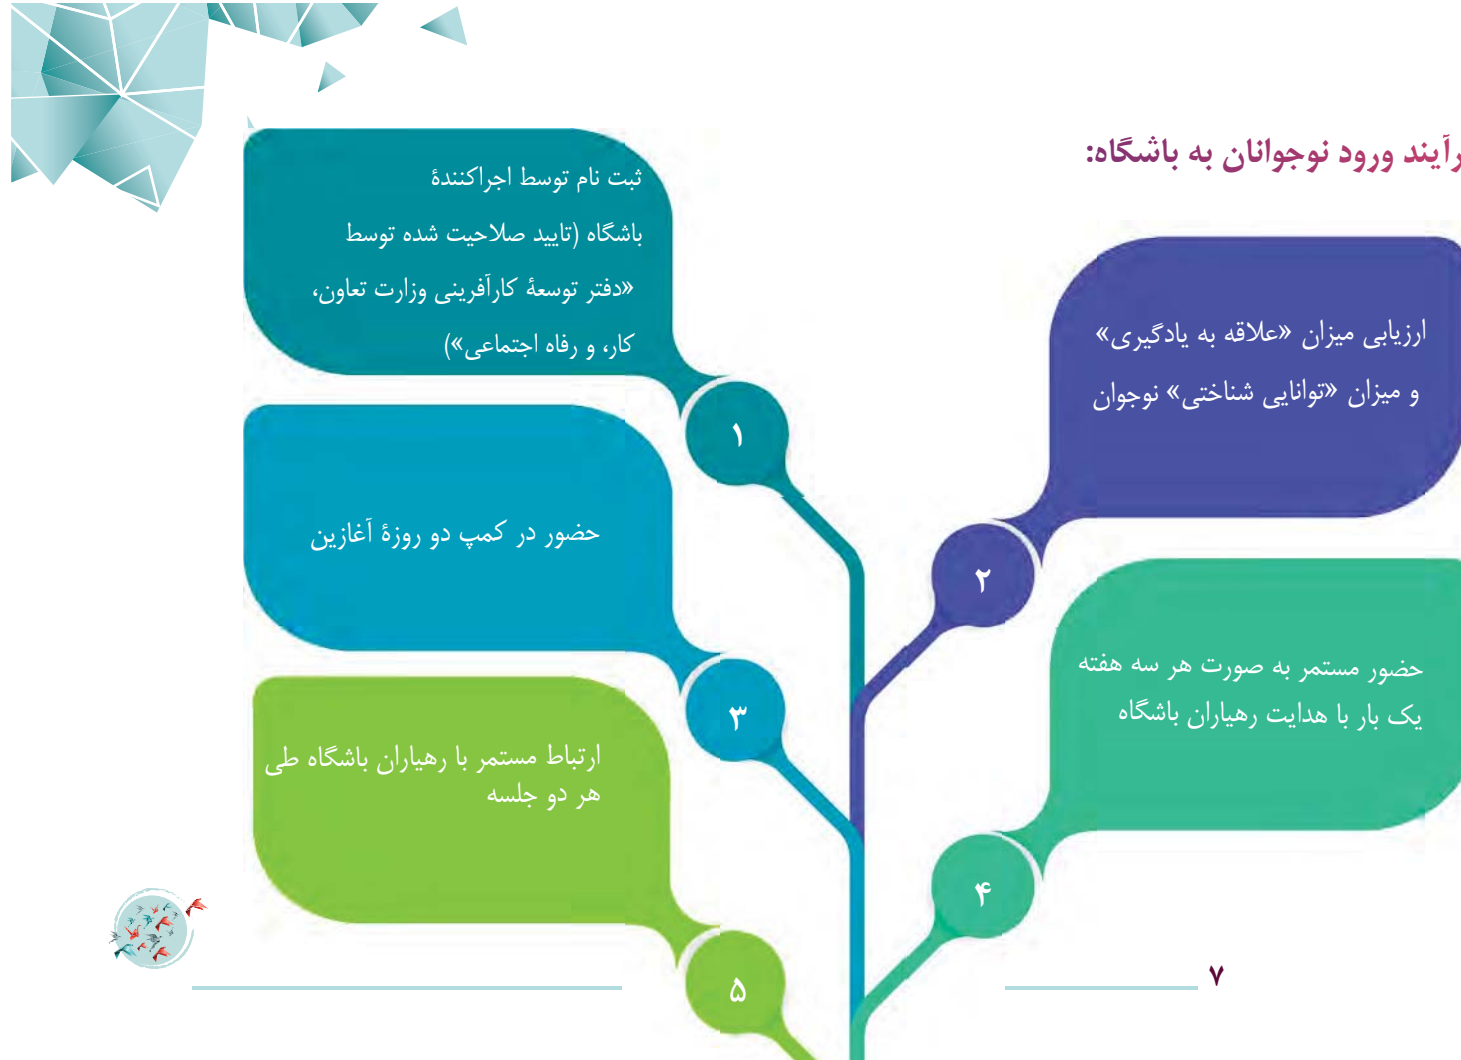 رآیند ورود نوجوانان به باشگاه:
ثبت نام توسط اجراکنندۀ
باشگاه (تایید صلاحیت شده توسط
«دفتر توسعۀ کارآفرینی وزارت تعاون،
کار، و رفاه اجتماعی»)
۱
ارزیابی میزان «علاقه به یادگیری»
و میزان «توانایی شناختی» نوجوان
۲
حضور در کمپ دو روزۀ آغازین
۳
حضور مستمر به صورت هر سه هفته
یک بار با هدایت رهیاران باشگاه
۴
ارتباط مستمر با رهیاران باشگاه طی
هر دو جلسه
۵
۷